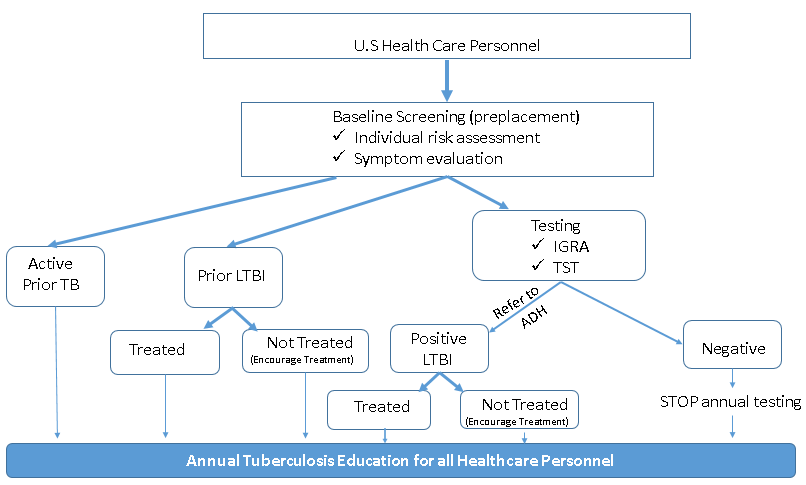 U.S Health Care Personnel
Baseline Screening (preplacement)
✓ Individual risk assessment
✓ Symptom evaluation
Active
Prior TB
Prior LTBI
Testing
✓ IGRA
✓ TST
Refer to
ADH
Treated
Not Treated
(Encourage Treatment)
Positive
LTBI
Negative
Treated
Not Treated
(Encourage Treatment)
STOP annual testing
Annual Tuberculosis Education for all Healthcare Personnel